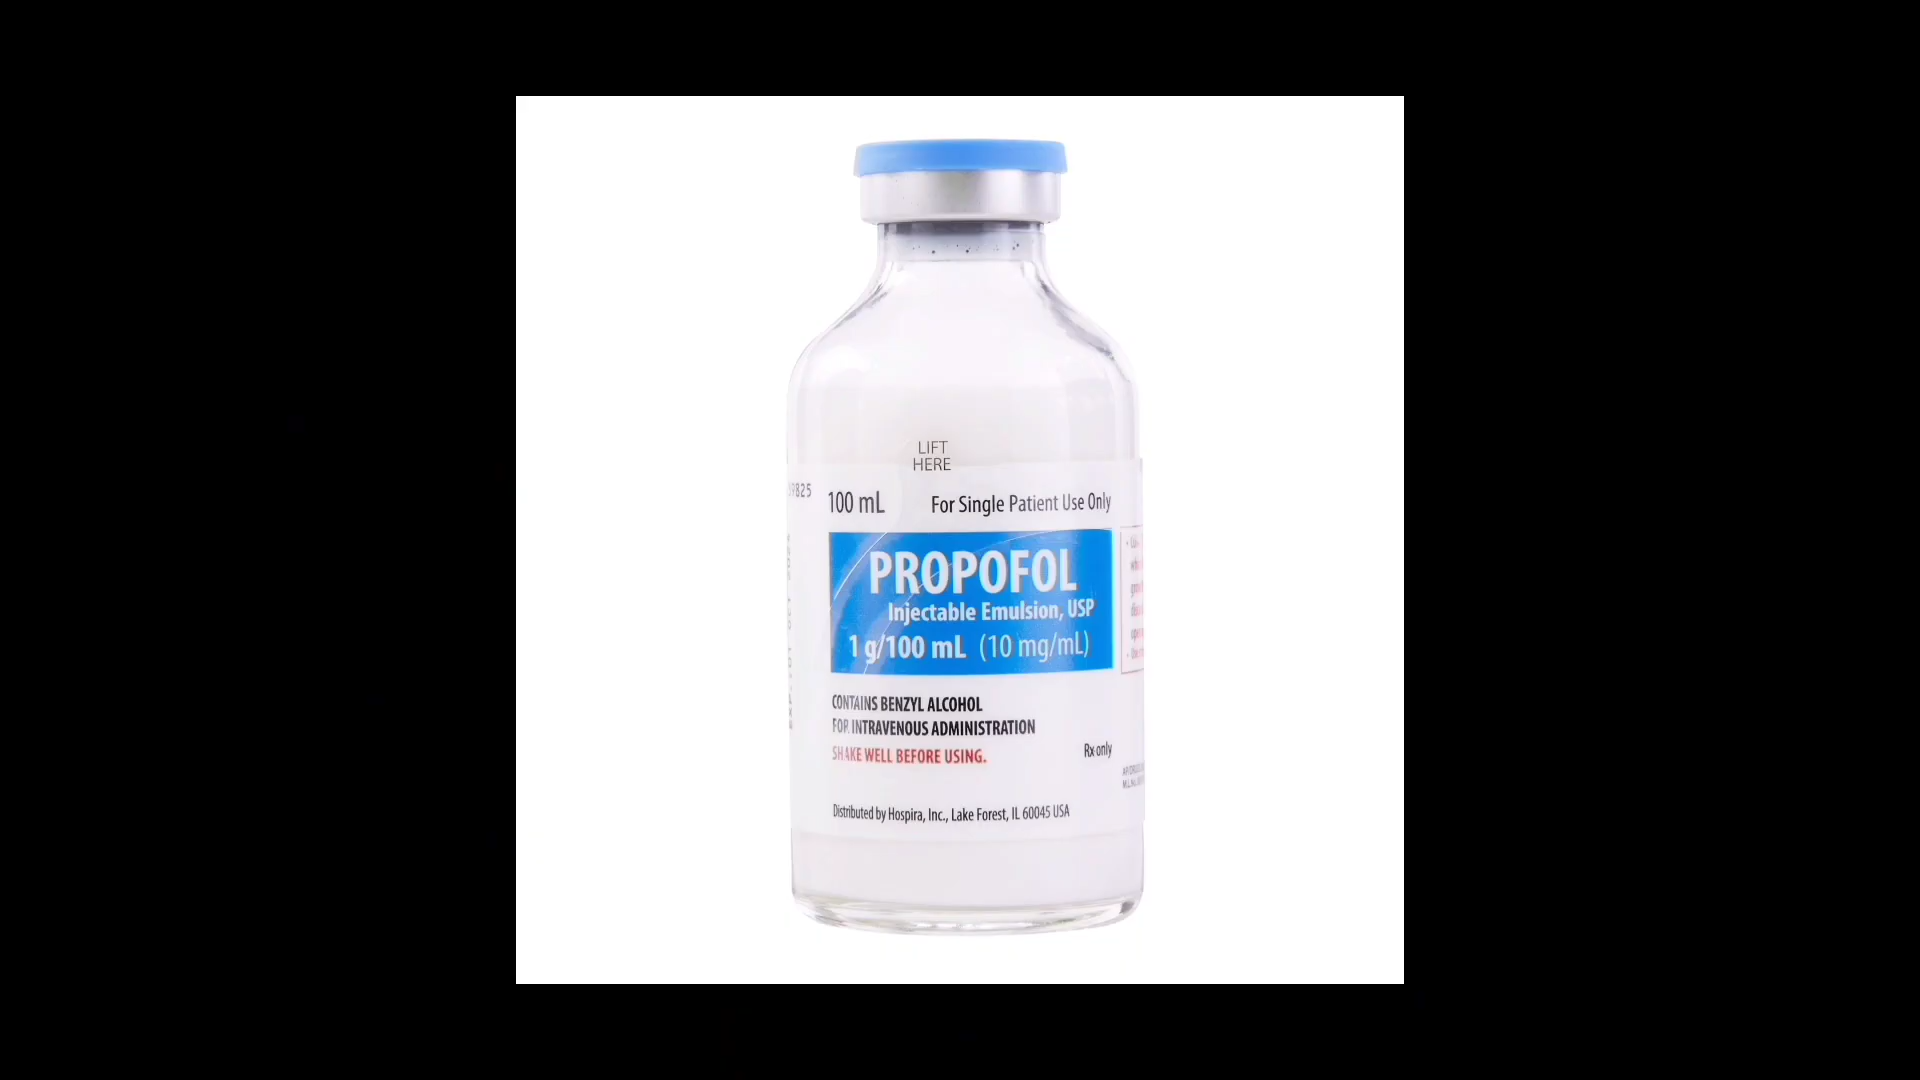 LIFT
HERE
100 mL For Single Patient Use Only
PROPOFOL
Injectable Emulsion, USP
1 g/100 mL (10 mg/mL)
CONTAINS BENZYL ALCOHOL
FOR INTRAVENOUS ADMINISTRATION
SHAKE WELL BEFORE USING.
Rx only
Distributed by Hospira, Inc., Lake Forest, IL 60045 USA